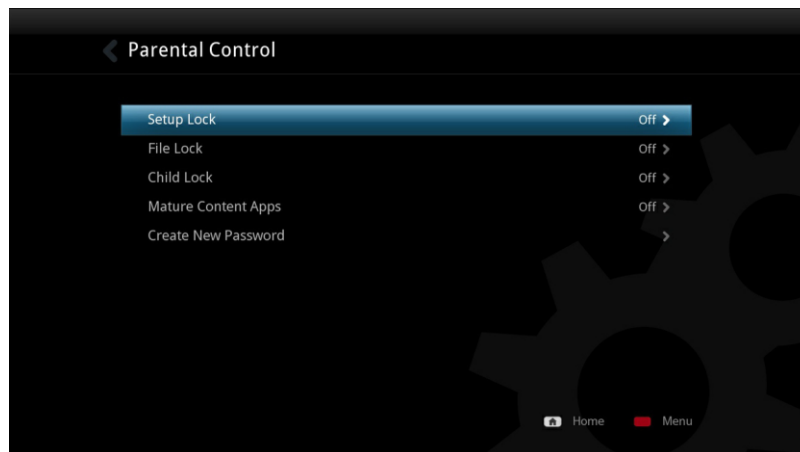 Parental Control
Setup Lock Off
File Lock Off
Child Lock Off
Mature Content Apps Off
Create New Password
Home Menu